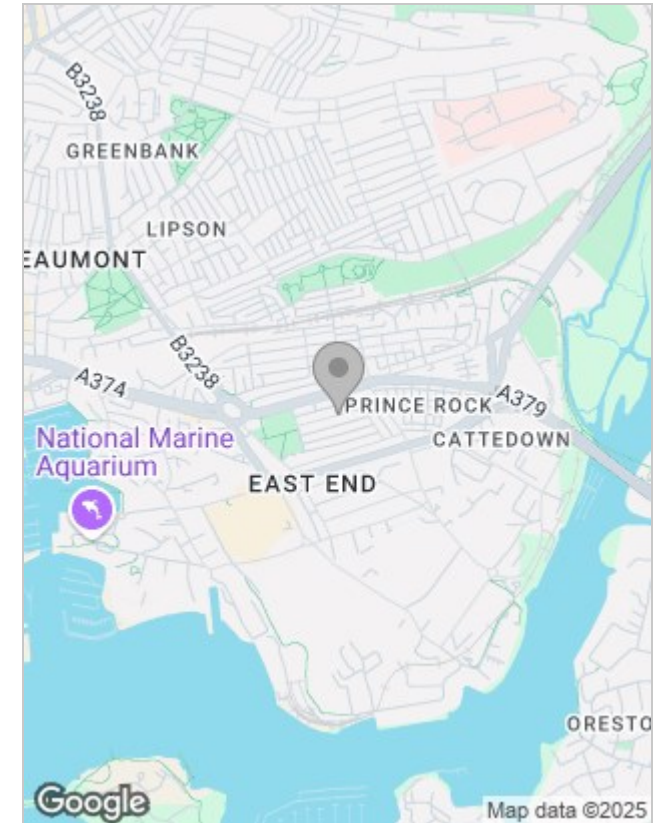 B3238
GREENBANK
LIPSON
EAUMONT
B3238
A374
PRINCE ROCK
A379
National Marine
Aquarium
CATTEDOWN
EAST END
ORESTO
Google
Map data ©2025